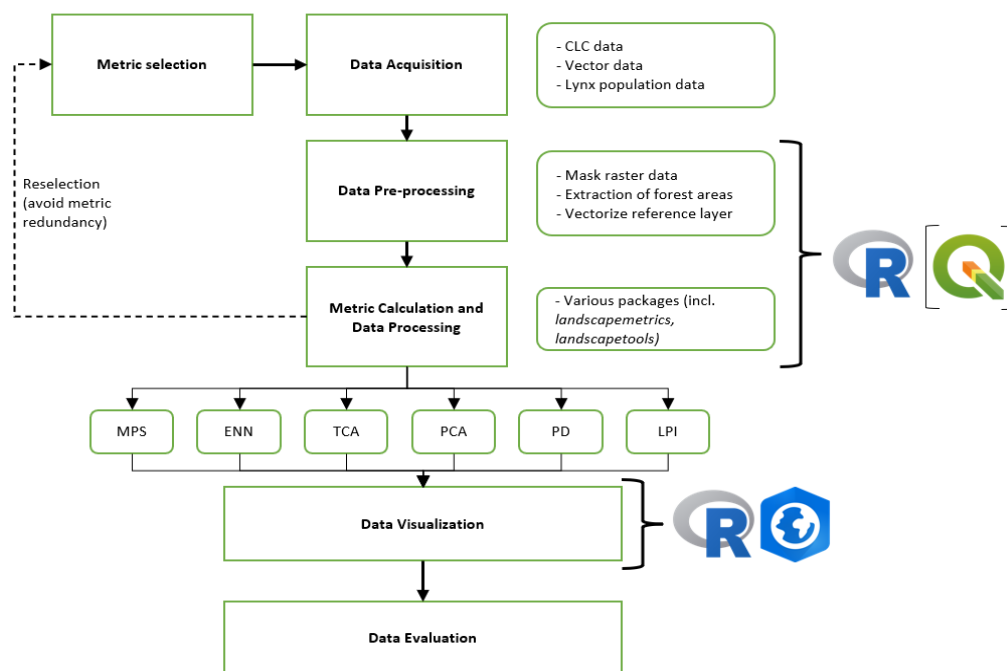 Metric selection
Data Acquisition
- CLC data
- Vector data
- Lynx population data
Reselection
(avoid metric
redundancy)
Data Pre-processing
- Mask raster data
- Extraction of forest areas
- Vectorize reference layer
R
Metric Calculation and
Data Processing
- Various packages (incl.
landscapemetrics,
landscapetools)
MPS
ENN
TCA
PCA
PD
LPI
Data Visualization
R
Data Evaluation